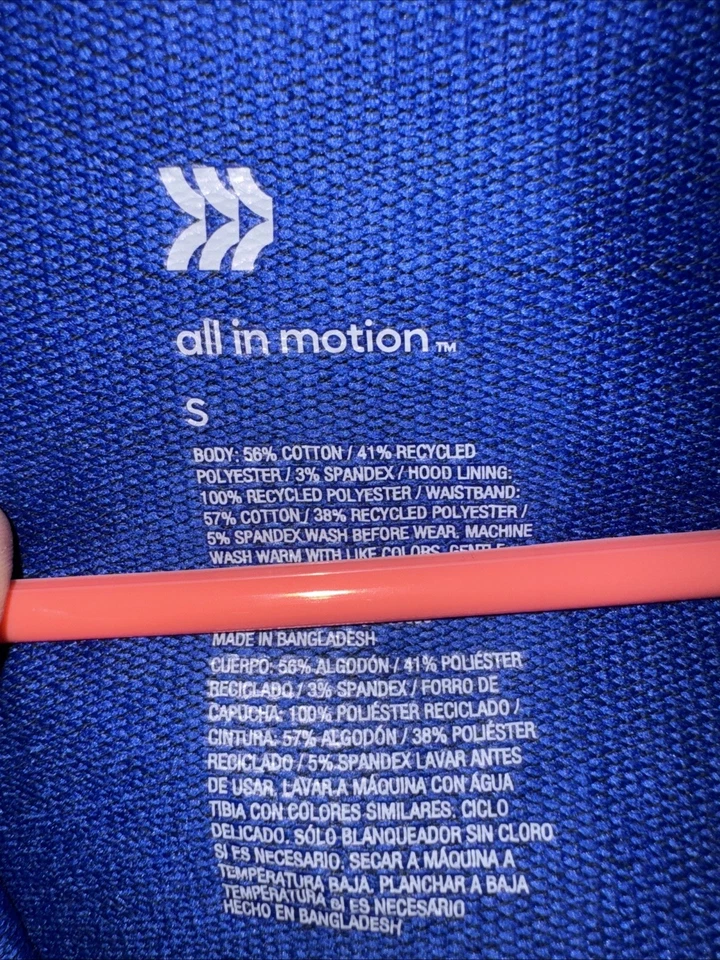 all in motion™
S
BODY: 56% COTTON / 41% RECYCLED
POLYESTER / 3% SPANDEX / HOOD LINING:
100% RECYCLED POLYESTER / WAISTBAND:
57% COTTON / 38% RECYCLED POLYESTER /
5% SPANDEX WASH BEFORE WEAR. MACHINE
WASH WARM WITH LIKE COLORS. GENTLE
MADE IN BANGLADESH
CUERPO: 56% ALGODÓN / 41% POLIÉSTER
RECICLADO / 3% SPANDEX / FORRO DE
CAPUCHA: 100% POLIÉSTER RECICLADO /
CINTURA: 57% ALGODÓN / 38% POLIÉSTER
RECICLADO / 5% SPANDEX LAVAR ANTES
DE USAR. LAVAR A MÁQUINA CON AGUA
TIBIA CON COLORES SIMILARES. CICLO
DELICADO. SÓLO BLANQUEADOR SIN CLORO
SI ES NECESARIO. SECAR A MÁQUINA A
TEMPERATURA BAJA. PLANCHAR A BAJA
TEMPERATURA SI ES NECESARIO
HECHO EN BANGLADESH